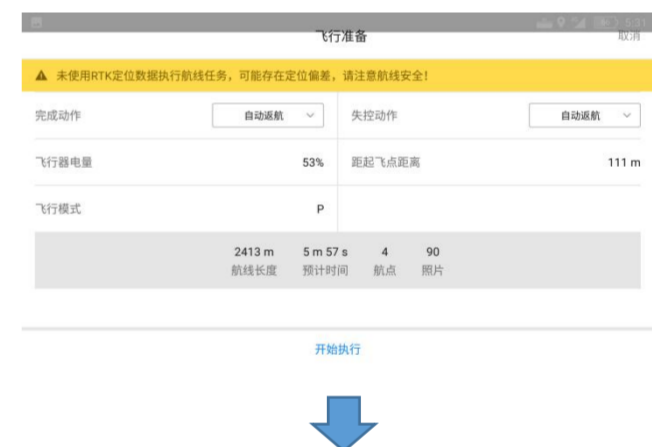 5:31
飞行准备
取消
未使用RTK定位数据执行航线任务，可能存在定位偏差，请注意航线安全！
完成动作 自动返航 失控动作 自动返航
飞行器电量 53% 距起飞点距离 111 m
飞行模式 P
2413 m 5 m 57 s 4 90
航线长度 预计时间 航点 照片
开始执行